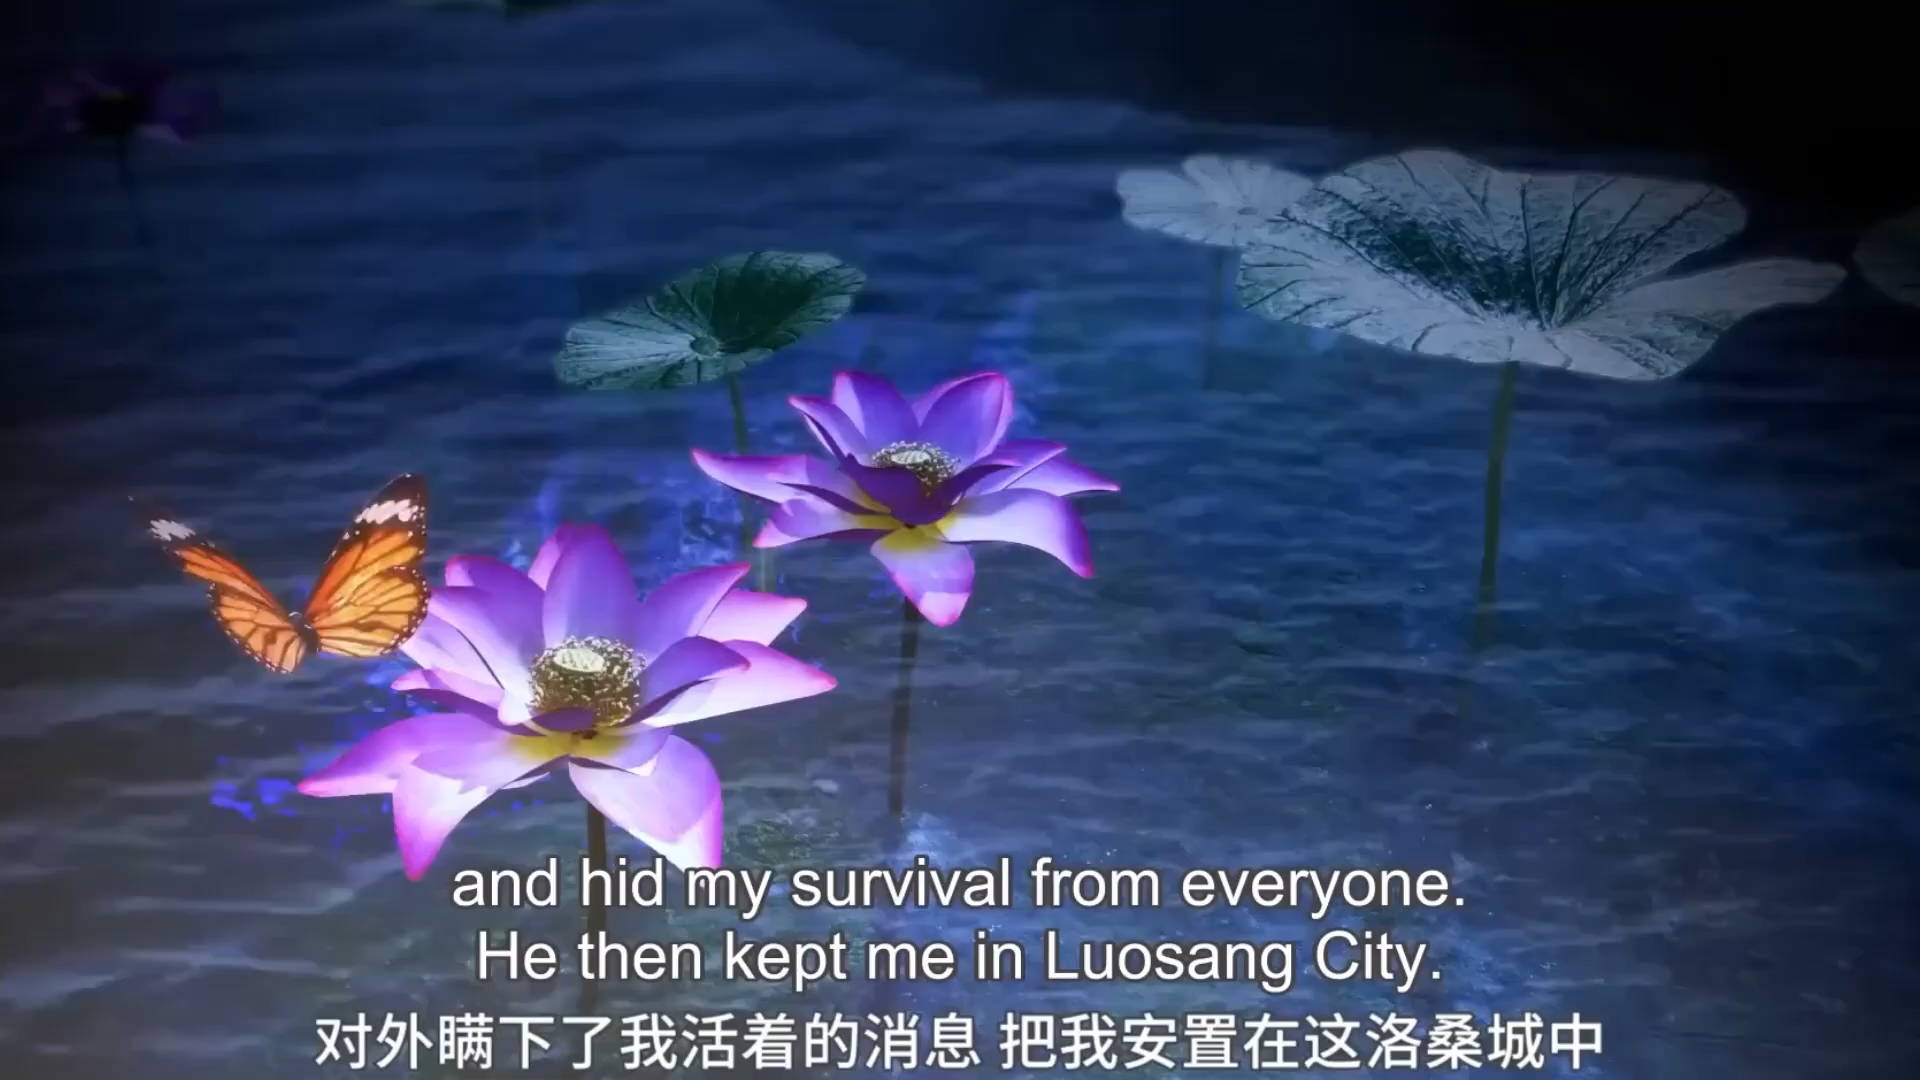 and hid my survival from everyone.
He then kept me in Luosang City.
对外瞒下了我活着的消息 把我安置在这洛桑城中